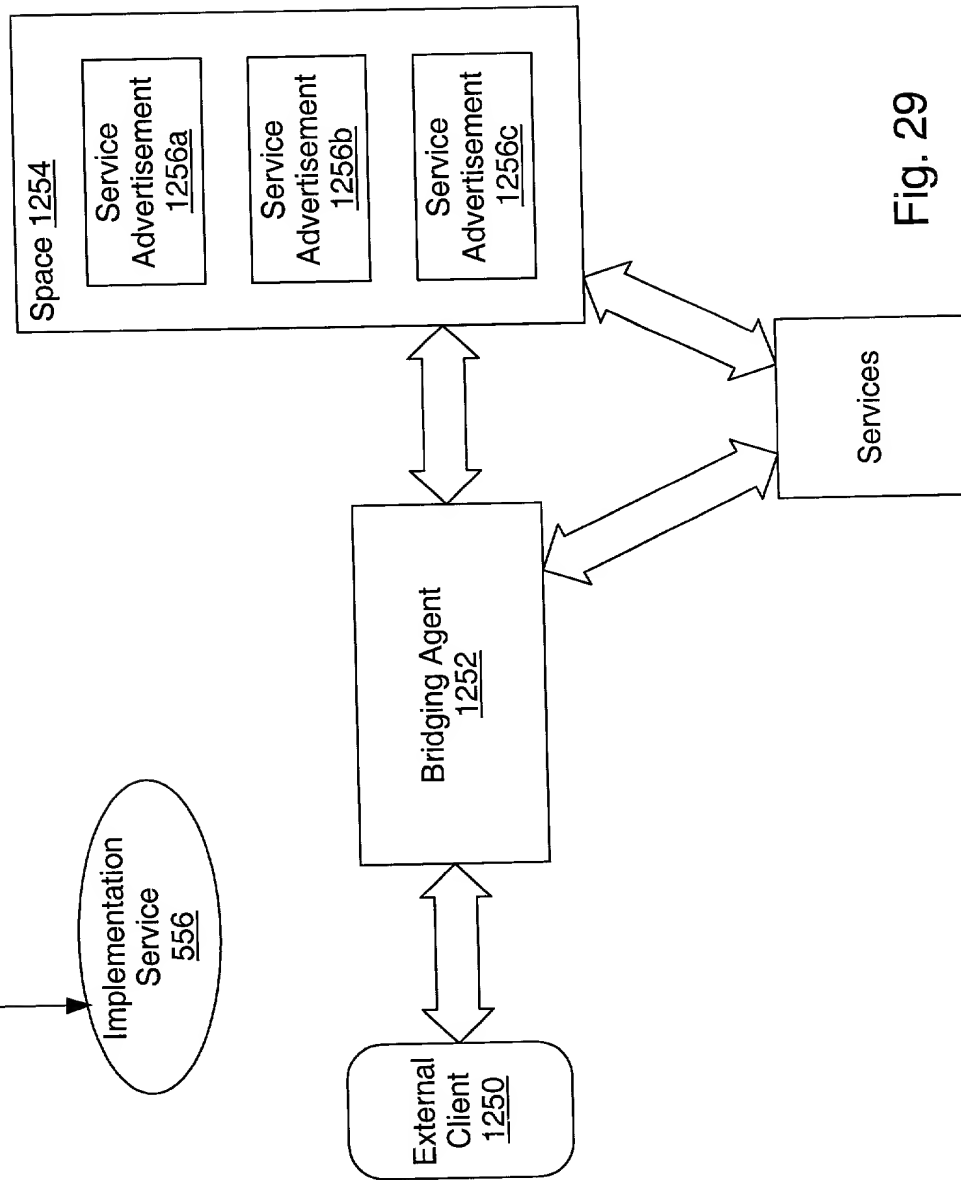 Implementation
Service
556
External
Client
1250
Bridging Agent
1252
Space 1254
Service
Advertisement
1256a
Service
Advertisement
1256b
Service
Advertisement
1256c
Services
Fig. 29